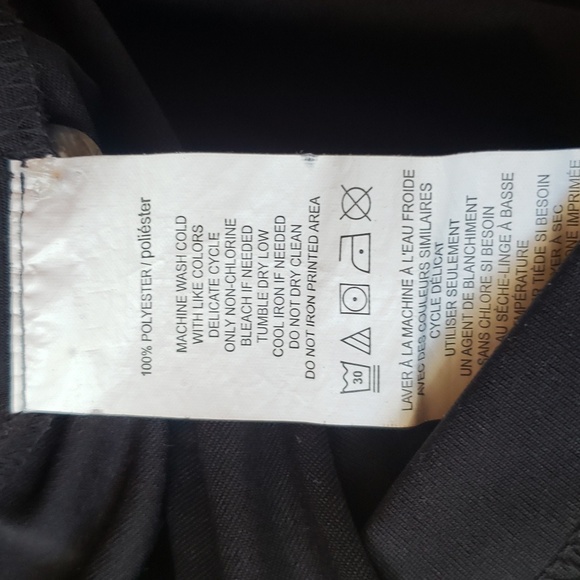 100% POLYESTER / poliéster
MACHINE WASH COLD
WITH LIKE COLORS
DELICATE CYCLE
ONLY NON-CHLORINE
BLEACH IF NEEDED
TUMBLE DRY LOW
COOL IRON IF NEEDED
DO NOT DRY CLEAN
DO NOT IRON PRINTED AREA
30
LAVER À LA MACHINE À L'EAU FROIDE
AVEC DES COULEURS SIMILAIRES
CYCLE DÉLICAT
UTILISER SEULEMENT
UN AGENT DE BLANCHIMENT
SANS CHLORE SI BESOIN
AU SÈCHE-LINGE À BASSE
TEMPÉRATURE
TIÈDE SI BESOIN
À SEC
IMPRIMÉE